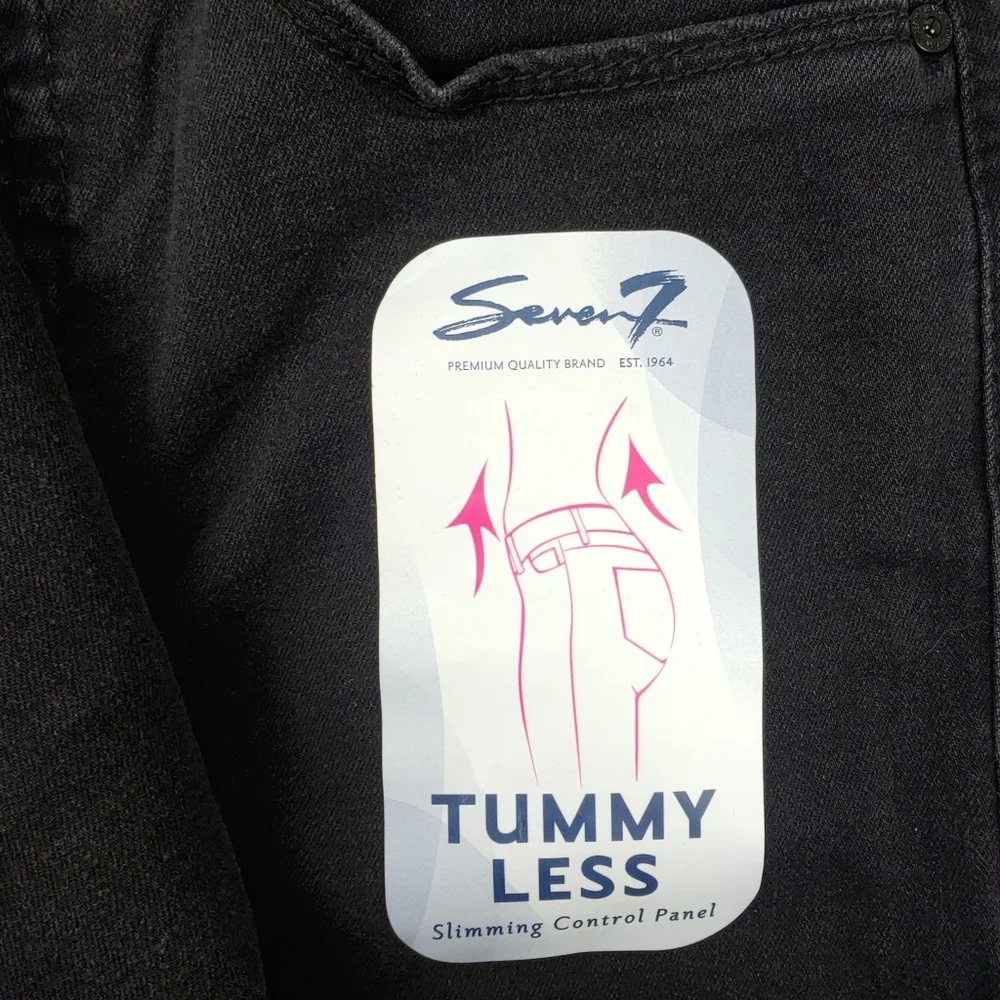 Seven7®
PREMIUM QUALITY BRAND EST. 1964
TUMMY
LESS
Slimming Control Panel